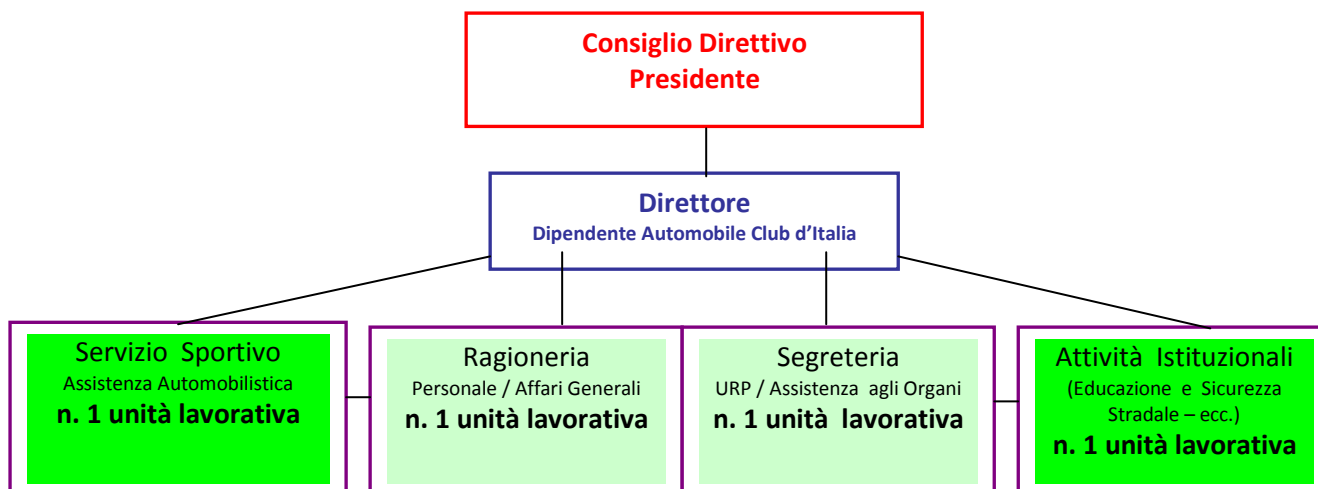 Consiglio Direttivo
Presidente
Direttore
Dipendente Automobile Club d’Italia
Servizio Sportivo
Assistenza Automobilistica
n. 1 unità lavorativa
Ragioneria
Personale / Affari Generali
n. 1 unità lavorativa
Segreteria
URP / Assistenza agli Organi
n. 1 unità lavorativa
Attività Istituzionali
(Educazione e Sicurezza
Stradale – ecc.)
n. 1 unità lavorativa